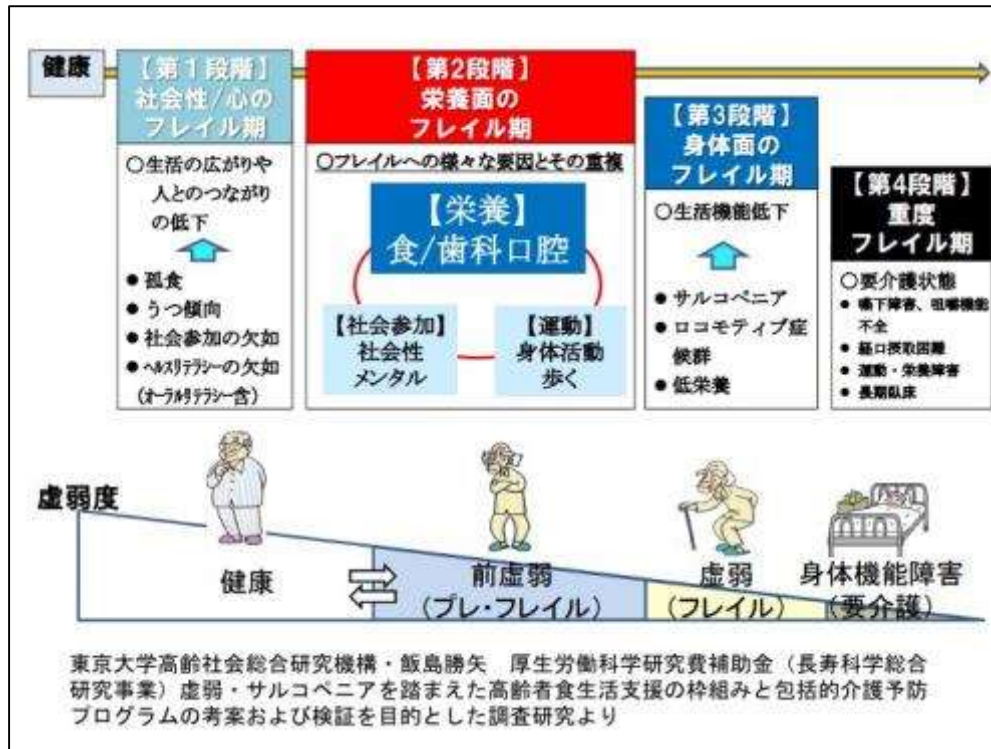 健康
【第1段階】
社会性/心の
フレイル期
○生活の広がりや
人とのつながり
の低下
● 孤食
● うつ傾向
● 社会参加の欠如
● ヘルスリテラシーの欠如
(オーラルリテラシー含)
【第2段階】
栄養面の
フレイル期
○フレイルへの様々な要因とその重複
【栄養】
食/歯科口腔
【社会参加】
社会性
メンタル
【運動】
身体活動
歩く
【第3段階】
身体面の
フレイル期
○生活機能低下
● サルコペニア
● ロコモティブ症
候群
● 低栄養
【第4段階】
重度
フレイル期
○要介護状態
● 嚥下障害、咀嚼機能
不全
● 経口摂取困難
● 運動・栄養障害
● 長期臥床
虚弱度
健康
前虚弱
(プレ・フレイル)
虚弱
(フレイル)
身体機能障害
(要介護)
東京大学高齢社会総合研究機構・飯島勝矢 厚生労働科学研究費補助金(長寿科学総合
研究事業)虚弱・サルコペニアを踏まえた高齢者食生活支援の枠組みと包括的介護予防
プログラムの考案および検証を目的とした調査研究より